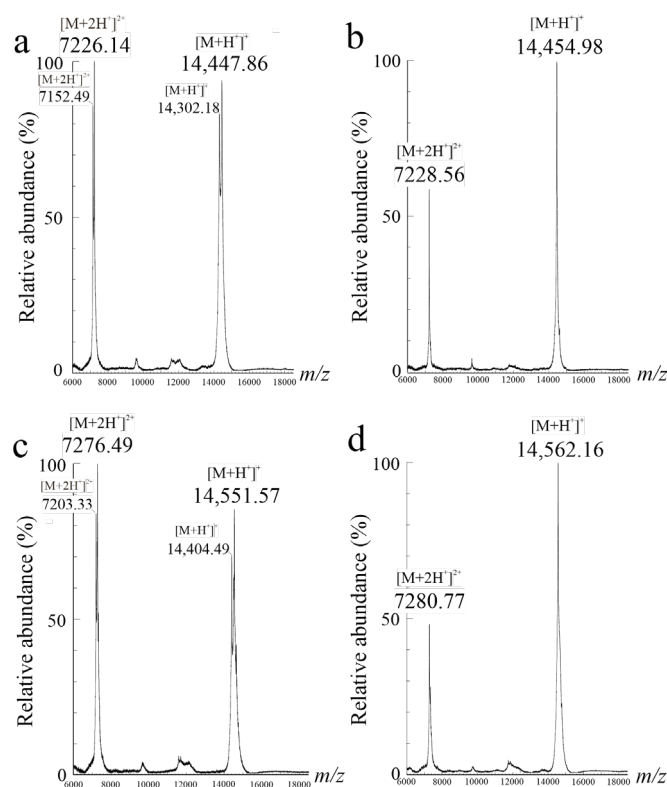 a
[M+2H⁺]²⁺
7226.14
[M+2H⁺]²⁺
7152.49
[M+H⁺]⁺
14,447.86
[M+H⁺]⁺
14,302.18
Relative abundance (%)
100
50
0
6000 8000 10000 12000 14000 16000 18000 m/z
b
[M+2H⁺]²⁺
7228.56
[M+H⁺]⁺
14,454.98
Relative abundance (%)
100
50
0
6000 8000 10000 12000 14000 16000 18000 m/z
c
[M+2H⁺]²⁺
7276.49
[M+2H⁺]²⁺
7203.33
[M+H⁺]⁺
14,551.57
[M+H⁺]⁺
14,404.49
Relative abundance (%)
100
50
0
6000 8000 10000 12000 14000 16000 18000 m/z
d
[M+2H⁺]²⁺
7280.77
[M+H⁺]⁺
14,562.16
Relative abundance (%)
100
50
0
6000 8000 10000 12000 14000 16000 18000 m/z